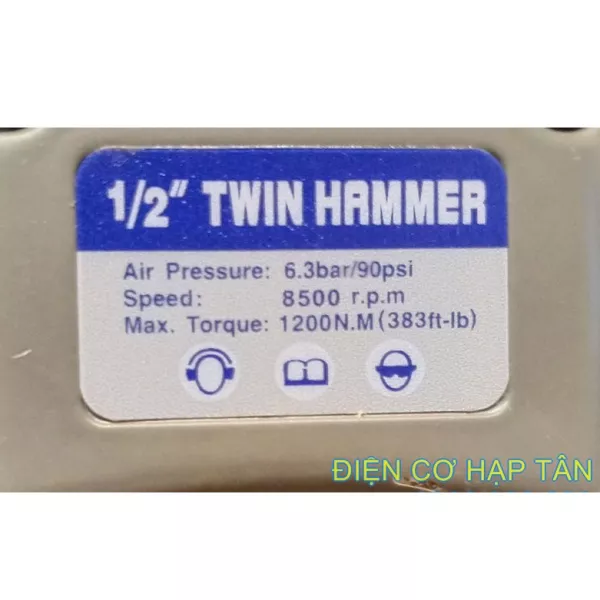 1/2" TWIN HAMMER
Air Pressure: 6.3bar/90psi
Speed: 8500 r.p.m
Max. Torque: 1200N.M(383ft-lb)
ĐIỆN CƠ HẠP TÂN